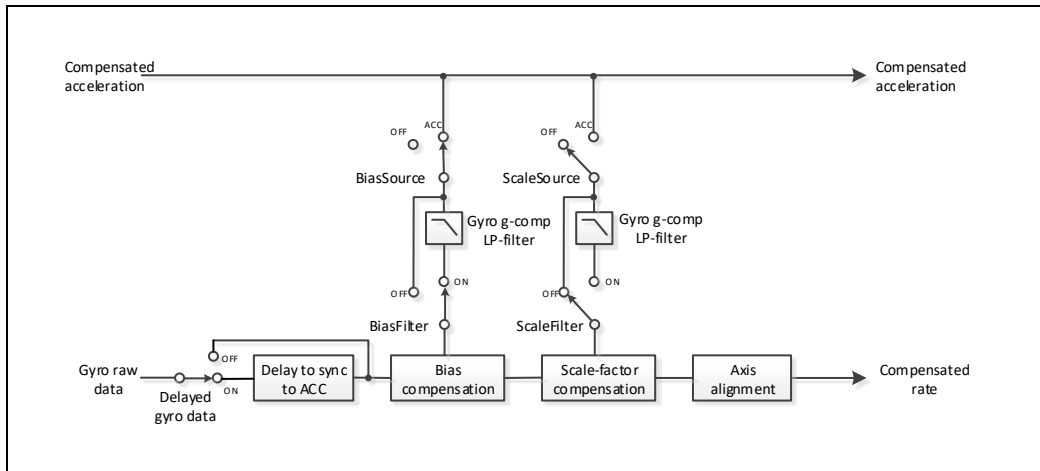 Compensated
acceleration
Compensated
acceleration
OFF
ACC
OFF
ACC
BiasSource
ScaleSource
Gyro g-comp
LP-filter
Gyro g-comp
LP-filter
OFF
ON
OFF
ON
BiasFilter
ScaleFilter
Gyro raw
data
OFF
ON
Delayed
gyro data
Delay to sync
to ACC
Bias
compensation
Scale-factor
compensation
Axis
alignment
Compensated
rate